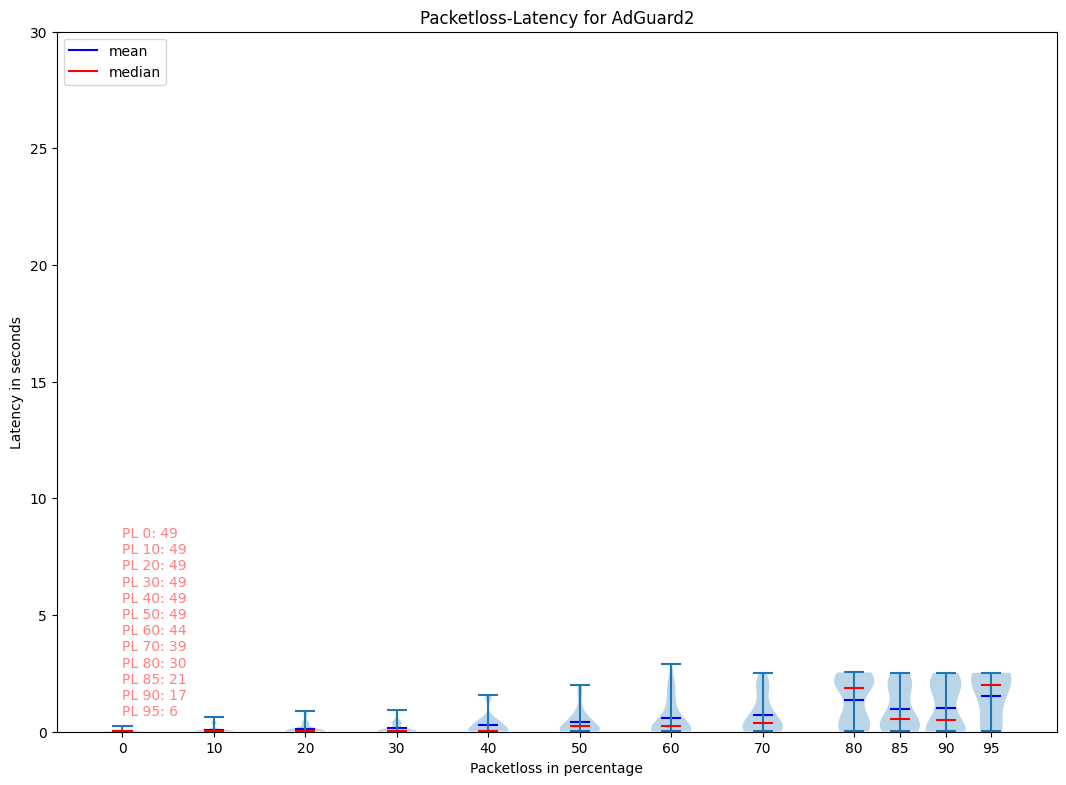 Packetloss-Latency for AdGuard2
mean
median
30
25
20
15
10
5
0
Latency in seconds
PL 0: 49
PL 10: 49
PL 20: 49
PL 30: 49
PL 40: 49
PL 50: 49
PL 60: 44
PL 70: 39
PL 80: 30
PL 85: 21
PL 90: 17
PL 95: 6
0 10 20 30 40 50 60 70 80 85 90 95
Packetloss in percentage